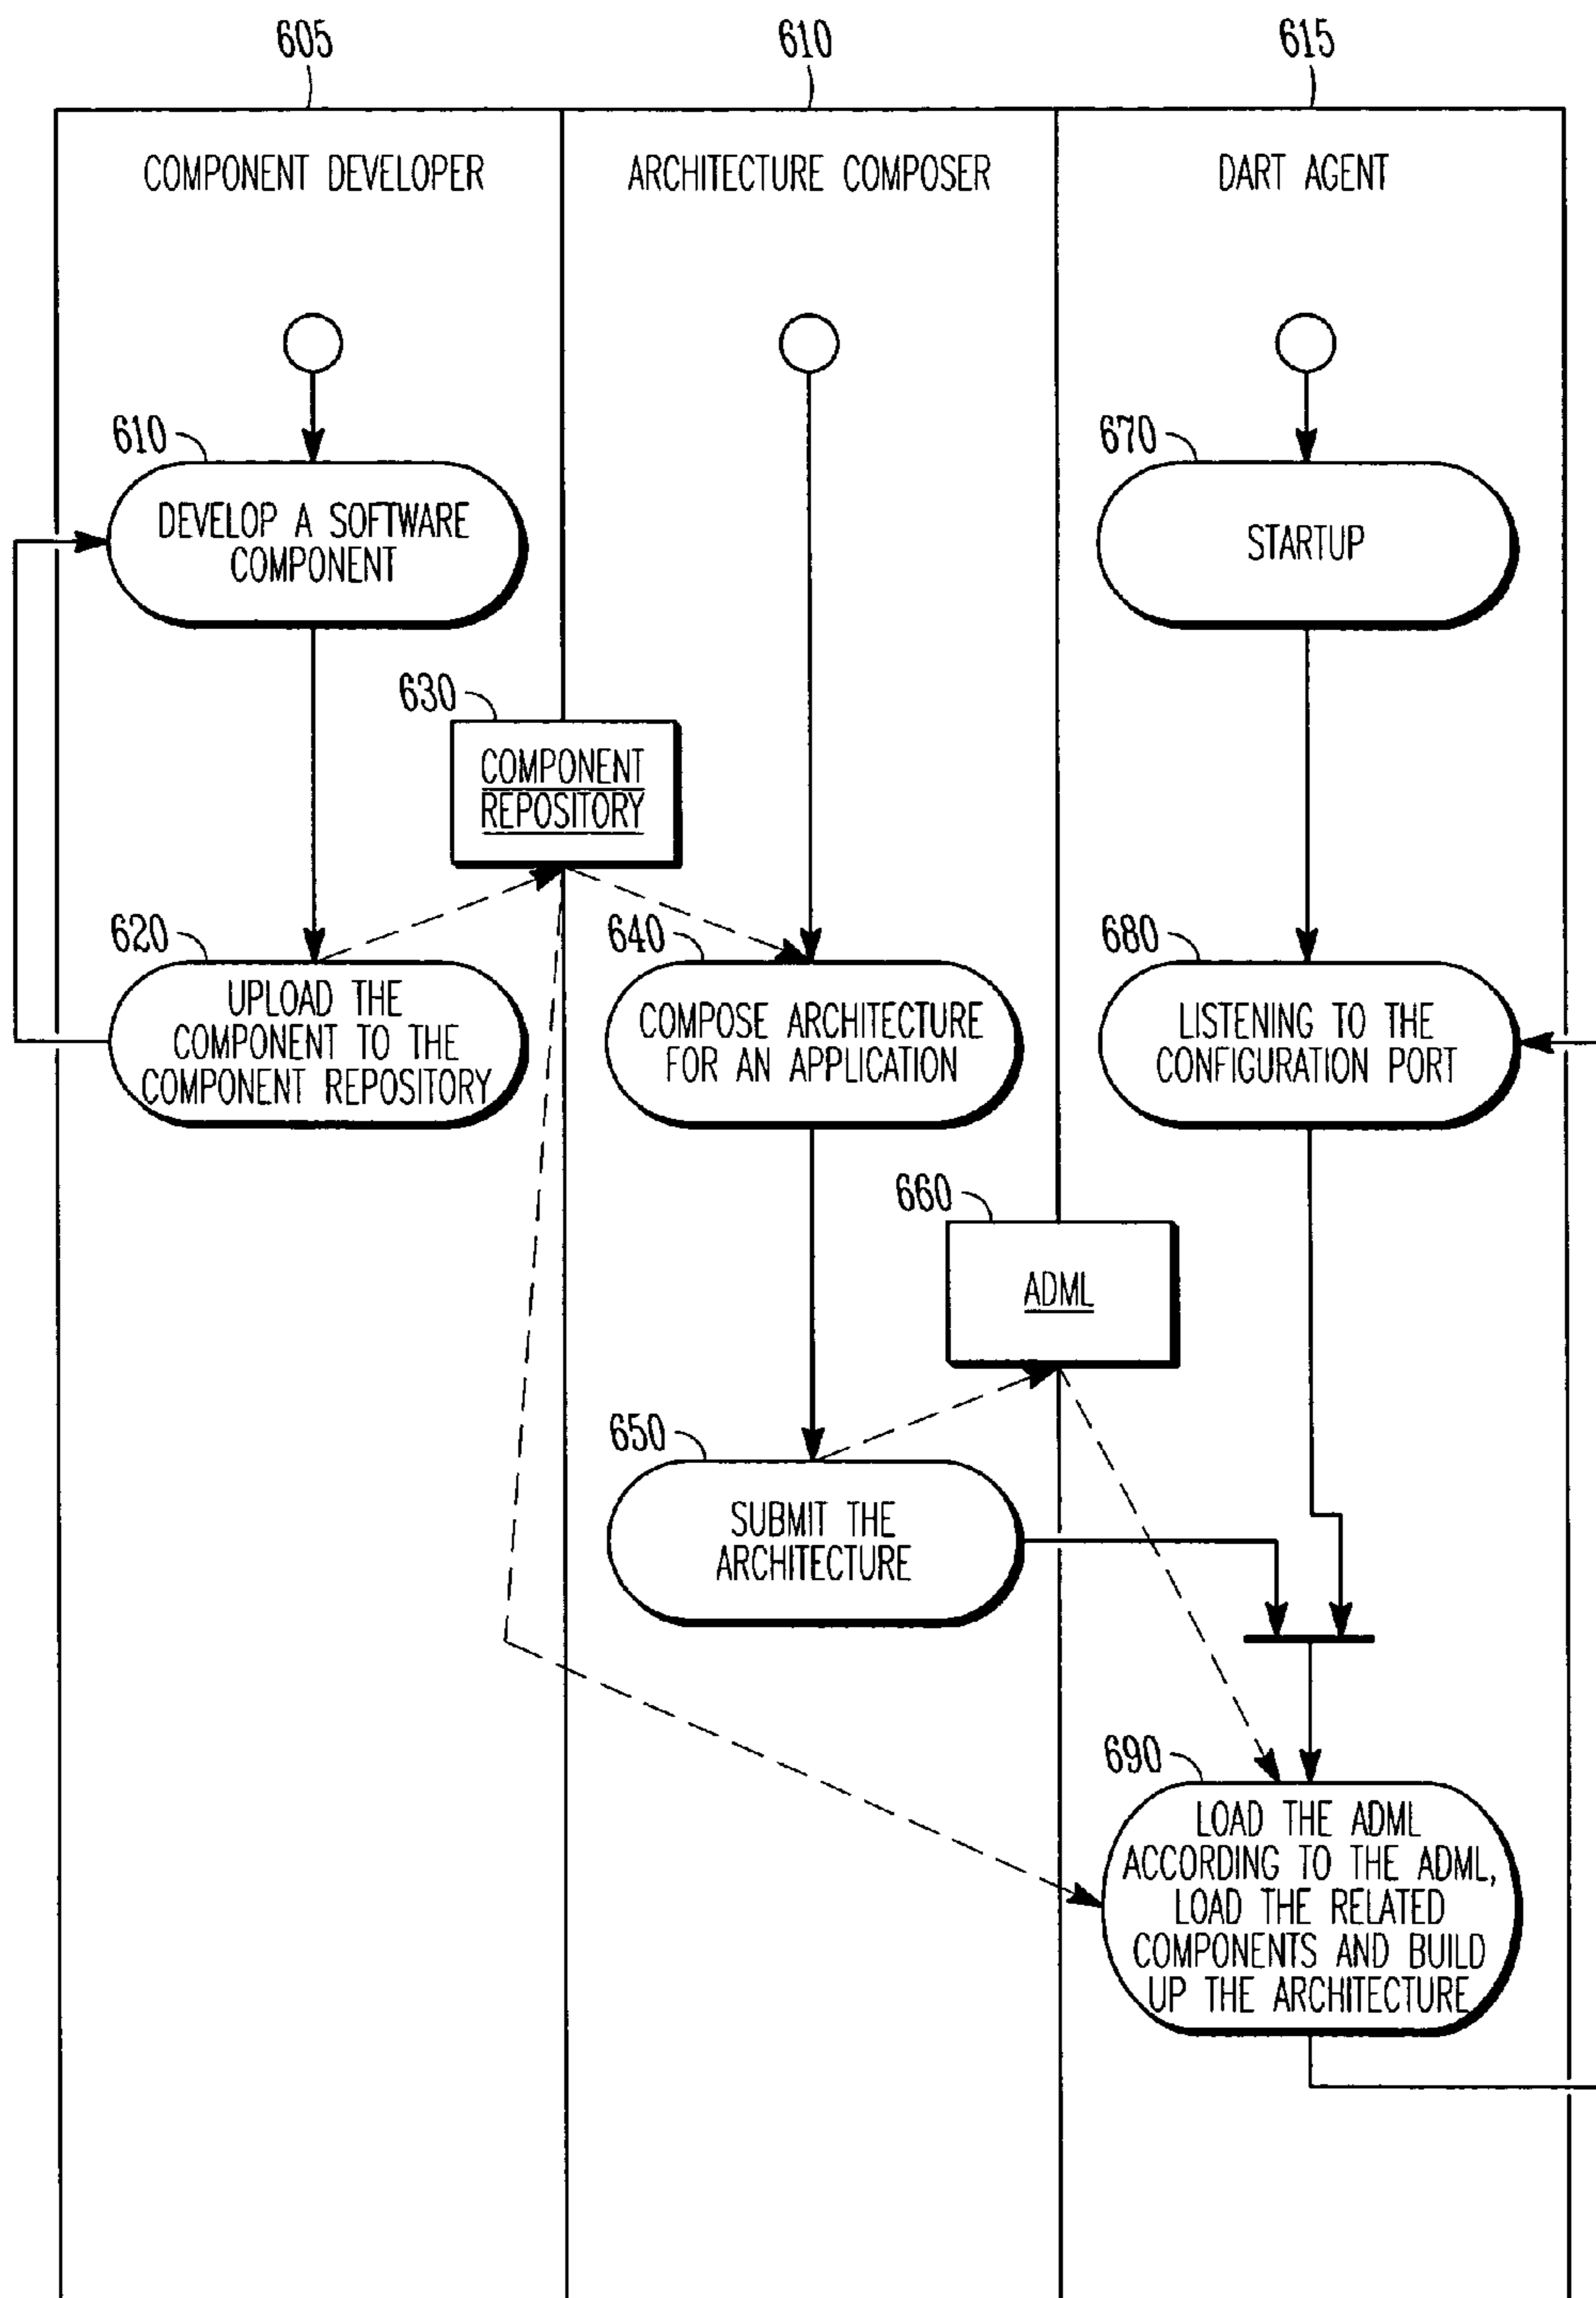 605
610
615
COMPONENT DEVELOPER
ARCHITECTURE COMPOSER
DART AGENT
610
DEVELOP A SOFTWARE
COMPONENT
670
STARTUP
630
COMPONENT
REPOSITORY
620
UPLOAD THE
COMPONENT TO THE
COMPONENT REPOSITORY
640
COMPOSE ARCHITECTURE
FOR AN APPLICATION
680
LISTENING TO THE
CONFIGURATION PORT
660
ADML
650
SUBMIT THE
ARCHITECTURE
690
LOAD THE ADML
ACCORDING TO THE ADML,
LOAD THE RELATED
COMPONENTS AND BUILD
UP THE ARCHITECTURE